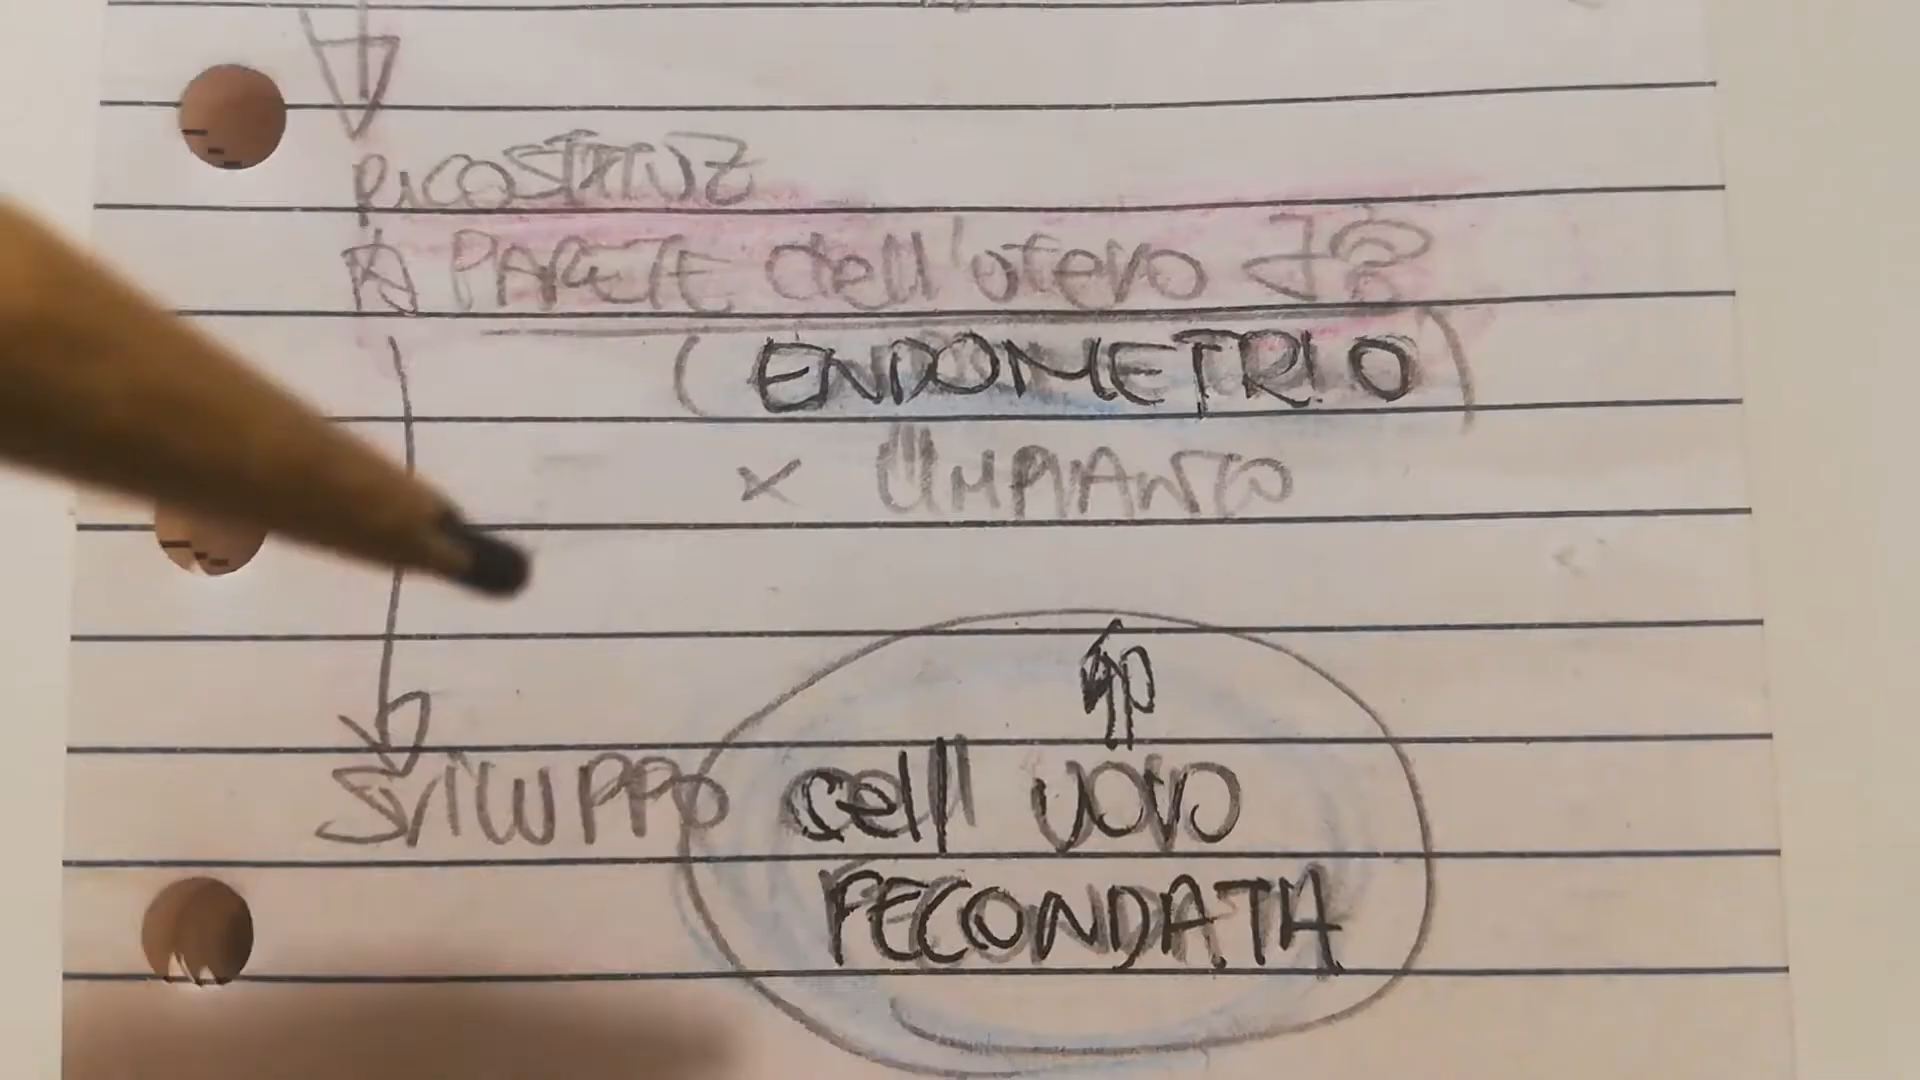 RICOSTRUZ
PARETE dell'utero
(ENDOMETRIO)
x IMPIANTO
SVILUPPO cell UOVO
FECONDATA